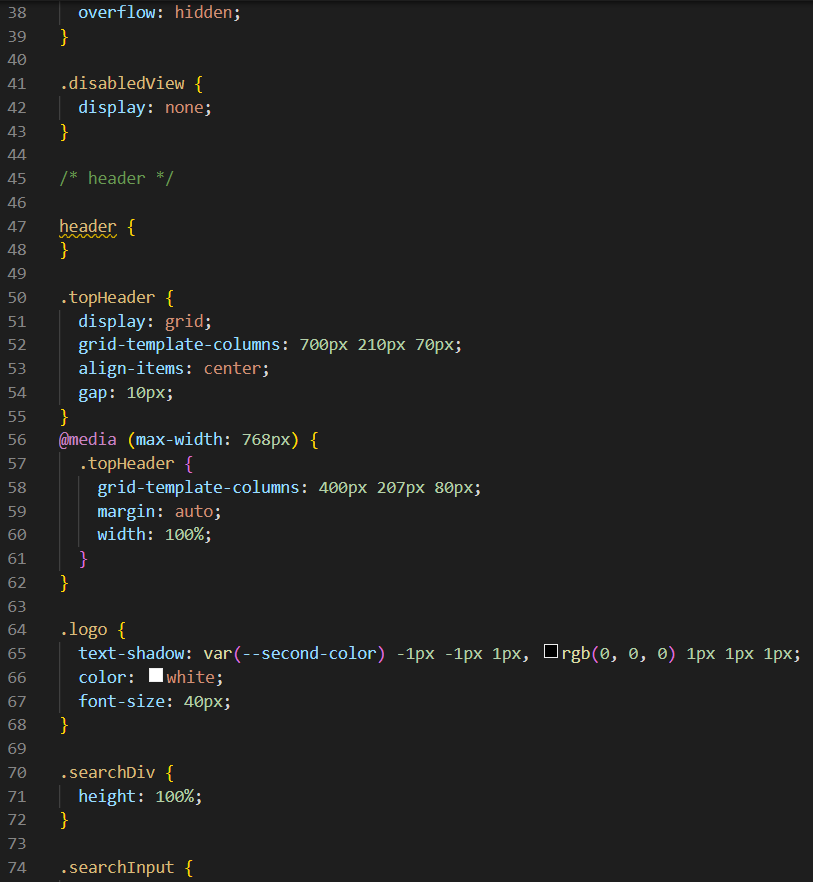 38 overflow: hidden;
39 }
40
41 .disabledView {
42 display: none;
43 }
44
45 /* header */
46
47 header {
48 }
49
50 .topHeader {
51 display: grid;
52 grid-template-columns: 700px 210px 70px;
53 align-items: center;
54 gap: 10px;
55 }
56 @media (max-width: 768px) {
57 .topHeader {
58 grid-template-columns: 400px 207px 80px;
59 margin: auto;
60 width: 100%;
61 }
62 }
63
64 .logo {
65 text-shadow: var(--second-color) -1px -1px 1px, rgb(0, 0, 0) 1px 1px 1px;
66 color: white;
67 font-size: 40px;
68 }
69
70 .searchDiv {
71 height: 100%;
72 }
73
74 .searchInput {